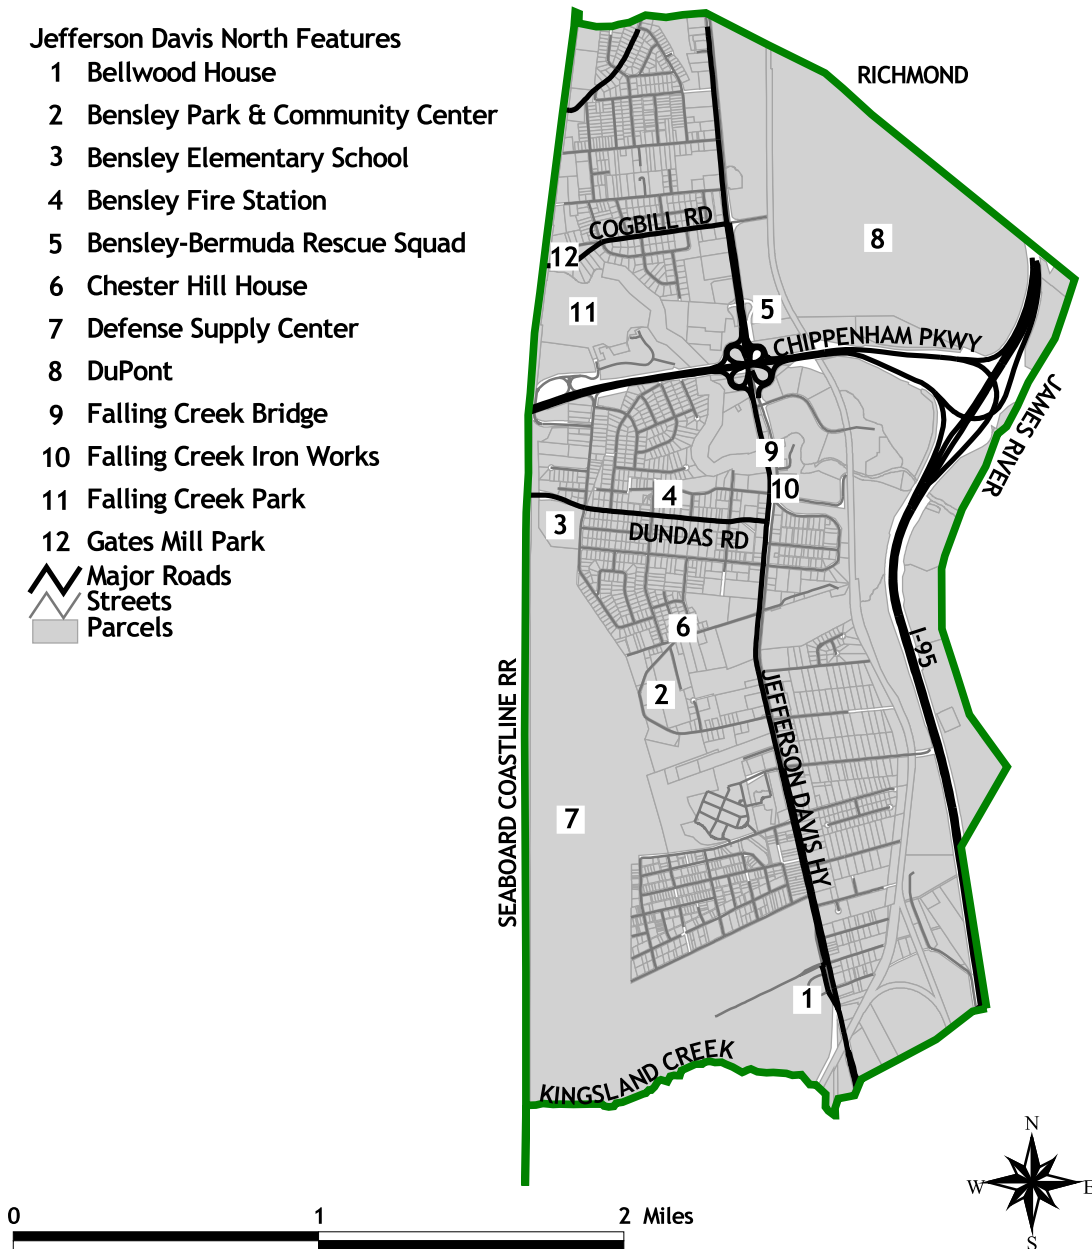 Jefferson Davis North Features
1 Bellwood House
2 Bensley Park & Community Center
3 Bensley Elementary School
4 Bensley Fire Station
5 Bensley-Bermuda Rescue Squad
6 Chester Hill House
7 Defense Supply Center
8 DuPont
9 Falling Creek Bridge
10 Falling Creek Iron Works
11 Falling Creek Park
12 Gates Mill Park
Major Roads
Streets
Parcels
RICHMOND
COGBILL RD
8
12
11
5
CHIPPENHAM PKWY
JAMES RIVER
9
10
4
3
DUNDAS RD
6
I-95
2
SEABOARD COASTLINE RR
JEFFERSON DAVIS HY
7
1
KINGSLAND CREEK
N
W
E
S
0 1 2 Miles